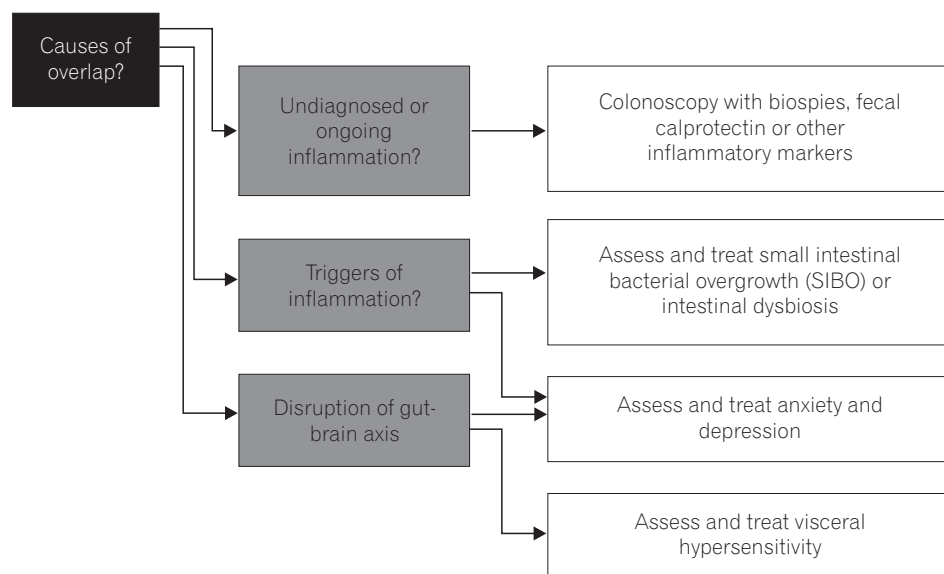 Causes of
overlap?
Undiagnosed or
ongoing
inflammation?
Colonoscopy with biospies, fecal
calprotectin or other
inflammatory markers
Triggers of
inflammation?
Assess and treat small intestinal
bacterial overgrowth (SIBO) or
intestinal dysbiosis
Disruption of gut-
brain axis
Assess and treat anxiety and
depression
Assess and treat visceral
hypersensitivity